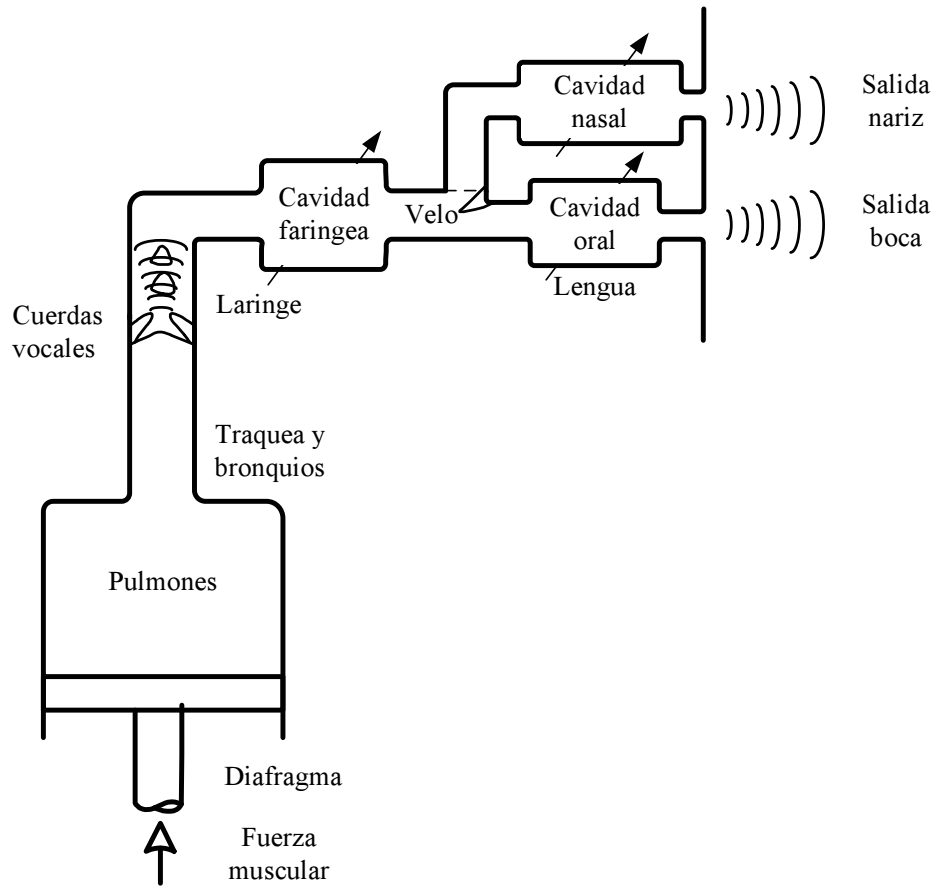 Cavidad
nasal
Salida
nariz
Cavidad
faringea
Velo
Cavidad
oral
Salida
boca
Laringe
Lengua
Cuerdas
vocales
Traquea y
bronquios
Pulmones
Diafragma
Fuerza
muscular